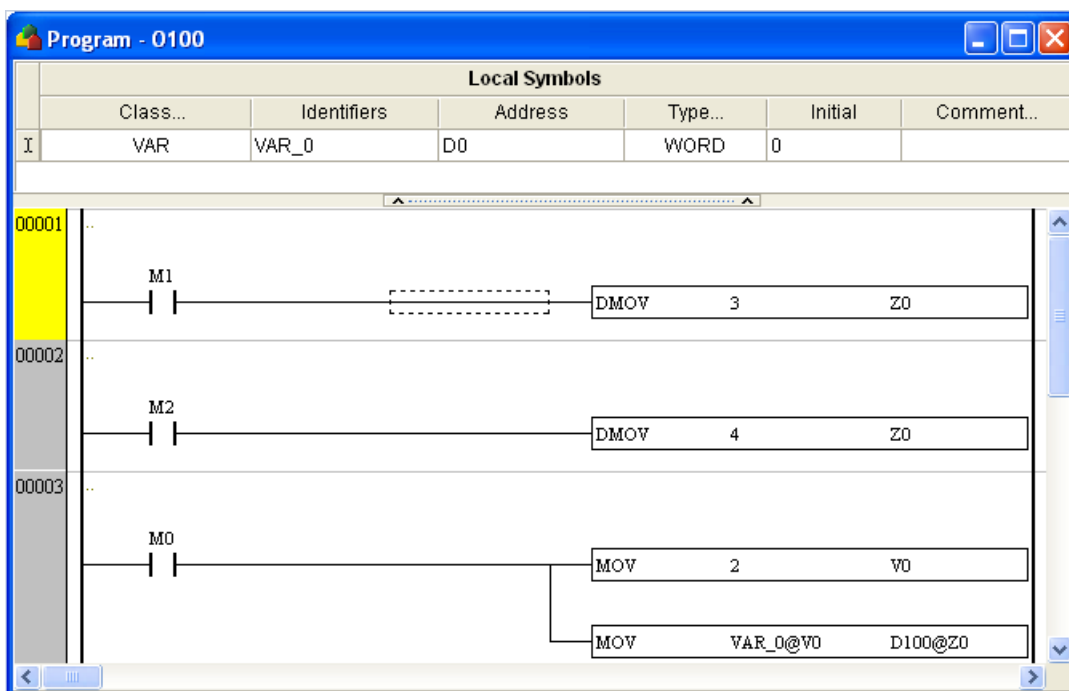 Program - O100
Local Symbols
Class... Identifiers Address Type... Initial Comment...
I VAR VAR_0 D0 WORD 0
00001 ..
M1
DMOV 3 Z0
00002 ..
M2
DMOV 4 Z0
00003 ..
M0
MOV 2 V0
MOV VAR_0@V0 D100@Z0